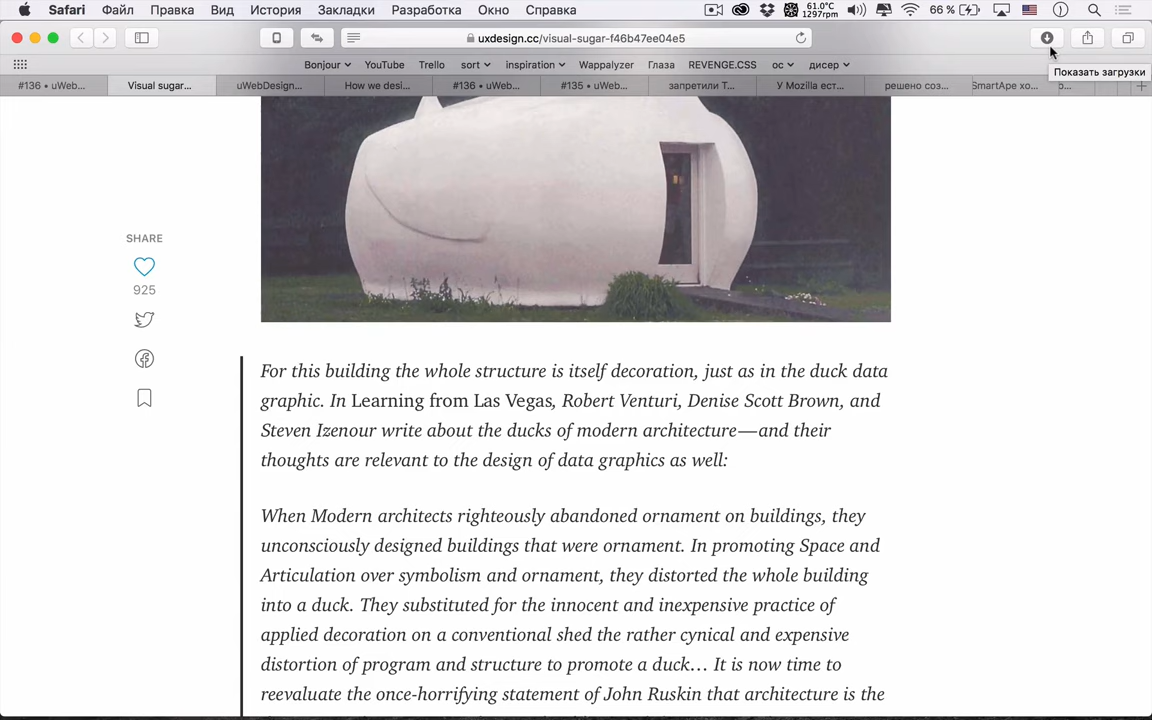 Safari Файл Правка Вид История Закладки Разработка Окно Справка 61.0°C 1297rpm 66 %
uxdesign.cc/visual-sugar-f46b47ee04e5
Bonjour YouTube Trello sort inspiration Wappalyzer Глаза REVENGE.CSS ос дисер
Показать загрузки
#136 • uWeb... Visual sugar... uWebDesign... How we desi... #136 • uWeb... #135 • uWeb... запретили Т... У Mozilla ест... решено соз... SmartApe хо...
SHARE
925
For this building the whole structure is itself decoration, just as in the duck data
graphic. In Learning from Las Vegas, Robert Venturi, Denise Scott Brown, and
Steven Izenour write about the ducks of modern architecture — and their
thoughts are relevant to the design of data graphics as well:
When Modern architects righteously abandoned ornament on buildings, they
unconsciously designed buildings that were ornament. In promoting Space and
Articulation over symbolism and ornament, they distorted the whole building
into a duck. They substituted for the innocent and inexpensive practice of
applied decoration on a conventional shed the rather cynical and expensive
distortion of program and structure to promote a duck… It is now time to
reevaluate the once-horrifying statement of John Ruskin that architecture is the